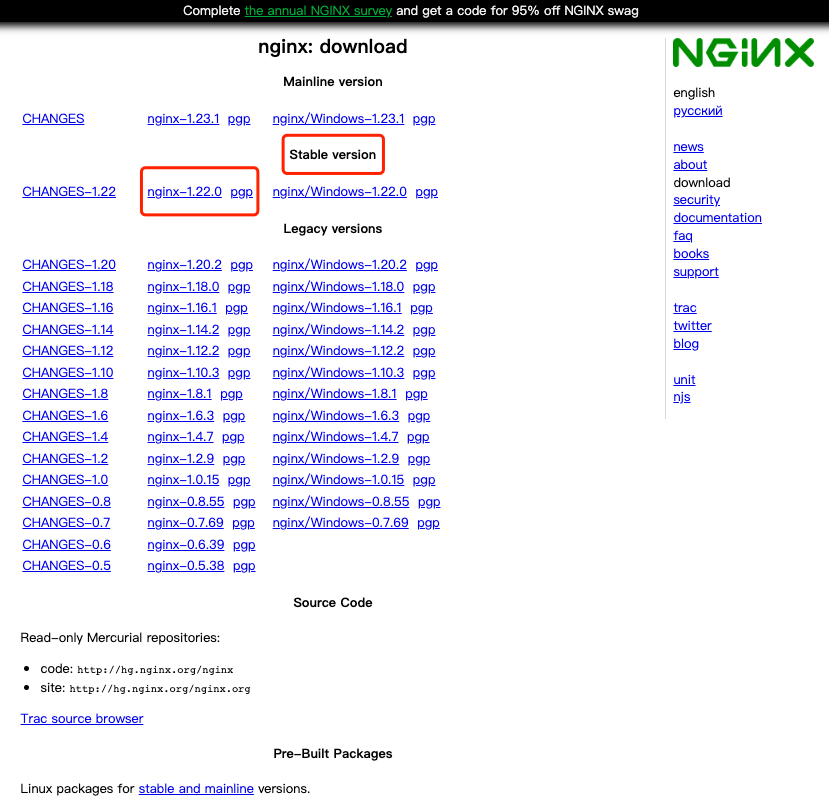 Complete the annual NGINX survey and get a code for 95% off NGINX swag
nginx: download
Mainline version
CHANGES nginx-1.23.1 pgp nginx/Windows-1.23.1 pgp
Stable version
CHANGES-1.22 nginx-1.22.0 pgp nginx/Windows-1.22.0 pgp
Legacy versions
CHANGES-1.20 nginx-1.20.2 pgp nginx/Windows-1.20.2 pgp
CHANGES-1.18 nginx-1.18.0 pgp nginx/Windows-1.18.0 pgp
CHANGES-1.16 nginx-1.16.1 pgp nginx/Windows-1.16.1 pgp
CHANGES-1.14 nginx-1.14.2 pgp nginx/Windows-1.14.2 pgp
CHANGES-1.12 nginx-1.12.2 pgp nginx/Windows-1.12.2 pgp
CHANGES-1.10 nginx-1.10.3 pgp nginx/Windows-1.10.3 pgp
CHANGES-1.8 nginx-1.8.1 pgp nginx/Windows-1.8.1 pgp
CHANGES-1.6 nginx-1.6.3 pgp nginx/Windows-1.6.3 pgp
CHANGES-1.4 nginx-1.4.7 pgp nginx/Windows-1.4.7 pgp
CHANGES-1.2 nginx-1.2.9 pgp nginx/Windows-1.2.9 pgp
CHANGES-1.0 nginx-1.0.15 pgp nginx/Windows-1.0.15 pgp
CHANGES-0.8 nginx-0.8.55 pgp nginx/Windows-0.8.55 pgp
CHANGES-0.7 nginx-0.7.69 pgp nginx/Windows-0.7.69 pgp
CHANGES-0.6 nginx-0.6.39 pgp
CHANGES-0.5 nginx-0.5.38 pgp
Source Code
Read-only Mercurial repositories:
• code: http://hg.nginx.org/nginx
• site: http://hg.nginx.org/nginx.org
Trac source browser
Pre-Built Packages
Linux packages for stable and mainline versions.
NGINX
english
русский
news
about
download
security
documentation
faq
books
support
trac
twitter
blog
unit
njs